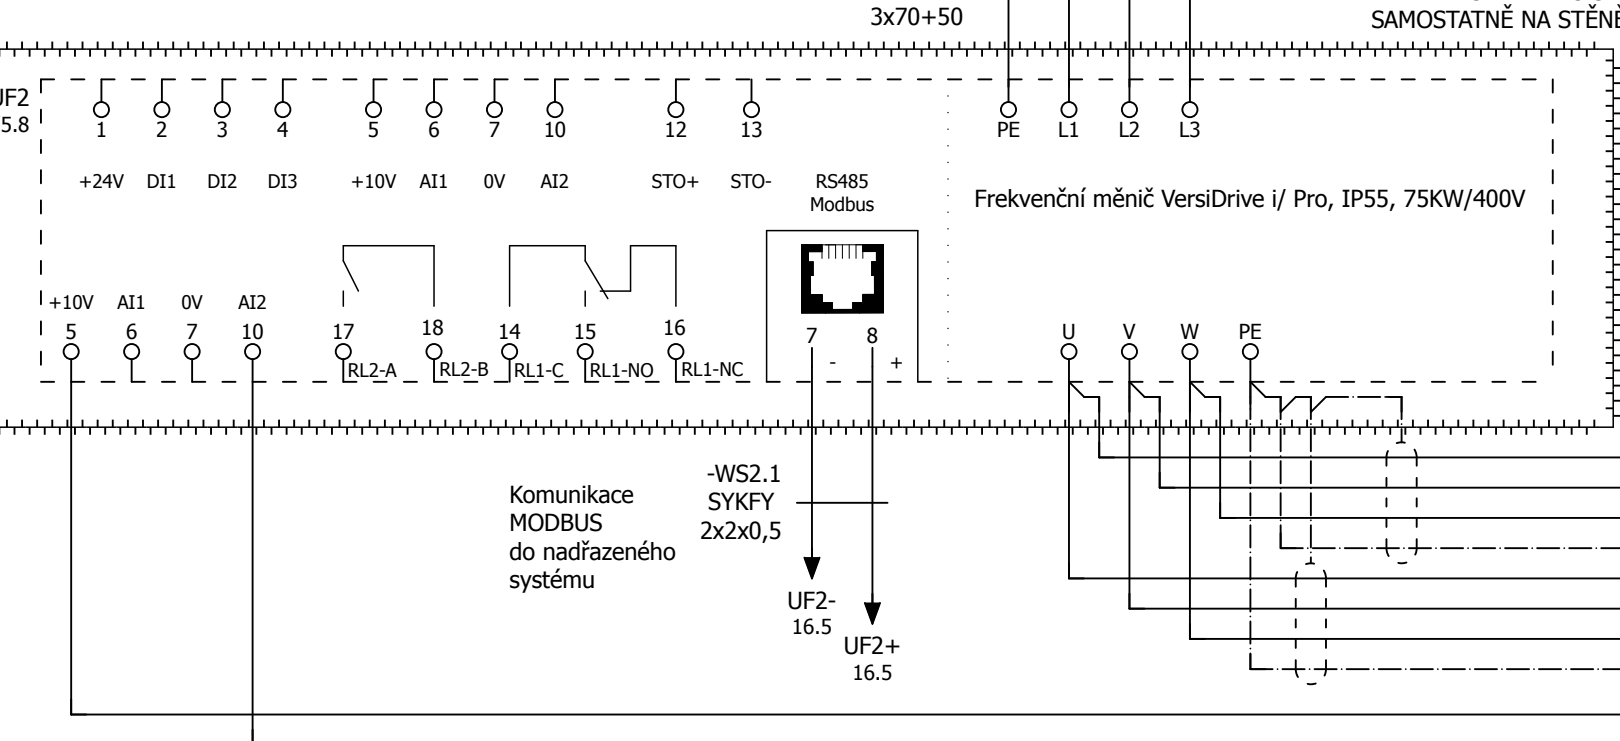 3x70+50
SAMOSTATNĚ NA STĚNĚ
UF2
5.8
1 2 3 4 5 6 7 10 12 13 PE L1 L2 L3
+24V DI1 DI2 DI3 +10V AI1 0V AI2 STO+ STO- RS485
Modbus
Frekvenční měnič VersiDrive i/ Pro, IP55, 75KW/400V
+10V AI1 0V AI2
5 6 7 10 17 18 14 15 16 7 8 U V W PE
RL2-A RL2-B RL1-C RL1-NO RL1-NC - +
Komunikace
MODBUS
do nadřazeného
systému
-WS2.1
SYKFY
2x2x0,5
UF2-
16.5
UF2+
16.5